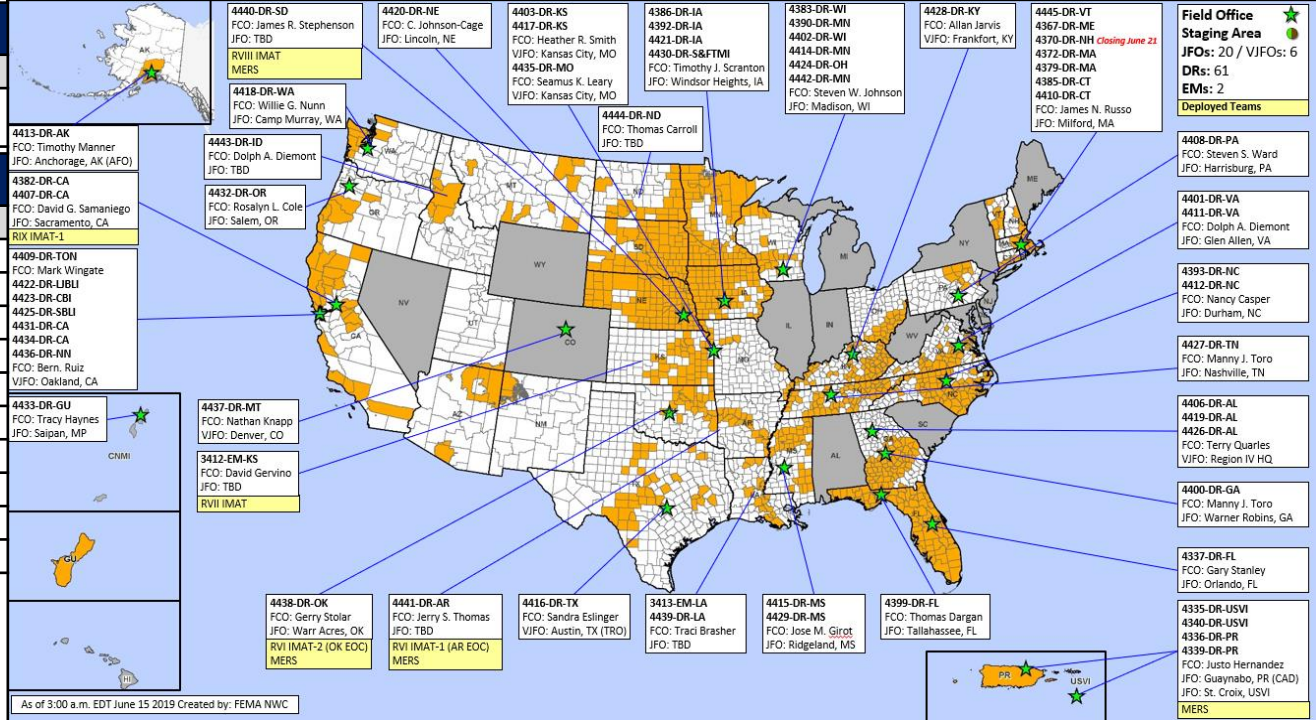 4440-DR-SD
FCO: James R. Stephenson
JFO: TBD
RVIII IMAT
MERS
4420-DR-NE
FCO: C. Johnson-Cage
JFO: Lincoln, NE
4403-DR-KS
4417-DR-KS
FCO: Heather R. Smith
VJFO: Kansas City, MO
4435-DR-MO
FCO: Seamus K. Leary
VJFO: Kansas City, MO
4386-DR-IA
4392-DR-IA
4421-DR-IA
4430-DR-S&FTMI
FCO: Timothy J. Scranton
JFO: Windsor Heights, IA
4383-DR-WI
4390-DR-MN
4402-DR-WI
4414-DR-MN
4424-DR-OH
4442-DR-MN
FCO: Steven W. Johnson
JFO: Madison, WI
4428-DR-KY
FCO: Allan Jarvis
VJFO: Frankfort, KY
4445-DR-VT
4367-DR-ME
4370-DR-NH Closing June 21
4372-DR-MA
4379-DR-MA
4385-DR-CT
4410-DR-CT
FCO: James N. Russo
JFO: Milford, MA
Field Office
Staging Area
JFOs: 20 / VJFOs: 6
DRs: 61
EMs: 2
Deployed Teams
AK
4418-DR-WA
FCO: Willie G. Nunn
JFO: Camp Murray, WA
4444-DR-ND
FCO: Thomas Carroll
JFO: TBD
4413-DR-AK
FCO: Timothy Manner
JFO: Anchorage, AK (AFO)
4443-DR-ID
FCO: Dolph A. Diemont
JFO: TBD
4408-DR-PA
FCO: Steven S. Ward
JFO: Harrisburg, PA
4382-DR-CA
4407-DR-CA
FCO: David G. Samaniego
JFO: Sacramento, CA
RIX IMAT-1
4432-DR-OR
FCO: Rosalyn L. Cole
JFO: Salem, OR
4401-DR-VA
4411-DR-VA
FCO: Dolph A. Diemont
JFO: Glen Allen, VA
4409-DR-TON
FCO: Mark Wingate
4422-DR-LIBLI
4423-DR-CBI
4425-DR-SBLI
4431-DR-CA
4434-DR-CA
4436-DR-NN
FCO: Bern. Ruiz
VJFO: Oakland, CA
4393-DR-NC
4412-DR-NC
FCO: Nancy Casper
JFO: Durham, NC
4427-DR-TN
FCO: Manny J. Toro
JFO: Nashville, TN
WA
MT
ND
MN
OR
ID
WY
SD
WI
MI
NY
VT
NH
ME
MA
CT
NJ
PA
NV
UT
CO
NE
KS
IA
MO
IL
IN
OH
WV
KY
NC
SC
CA
AZ
NM
TX
AR
MS
AL
GA
LA
FL
4433-DR-GU
FCO: Tracy Haynes
JFO: Saipan, MP
CNMI
4437-DR-MT
FCO: Nathan Knapp
VJFO: Denver, CO
4406-DR-AL
4419-DR-AL
4426-DR-AL
FCO: Terry Quarles
VJFO: Region IV HQ
3412-EM-KS
FCO: David Gervino
JFO: TBD
RVII IMAT
4400-DR-GA
FCO: Manny J. Toro
JFO: Warner Robins, GA
GU
4337-DR-FL
FCO: Gary Stanley
JFO: Orlando, FL
4438-DR-OK
FCO: Gerry Stolar
JFO: Warr Acres, OK
RVI IMAT-2 (OK EOC)
MERS
4441-DR-AR
FCO: Jerry S. Thomas
JFO: TBD
RVI IMAT-1 (AR EOC)
MERS
4416-DR-TX
FCO: Sandra Eslinger
VJFO: Austin, TX (TRO)
3413-EM-LA
4439-DR-LA
FCO: Traci Brasher
JFO: TBD
4415-DR-MS
4429-DR-MS
FCO: Jose M. Girot
JFO: Ridgeland, MS
4399-DR-FL
FCO: Thomas Dargan
JFO: Tallahassee, FL
4335-DR-USVI
4340-DR-USVI
4336-DR-PR
4339-DR-PR
FCO: Justo Hernandez
JFO: Guaynabo, PR (CAD)
JFO: St. Croix, USVI
MERS
HI
PR
USVI
As of 3:00 a.m. EDT June 15 2019 Created by: FEMA NWC